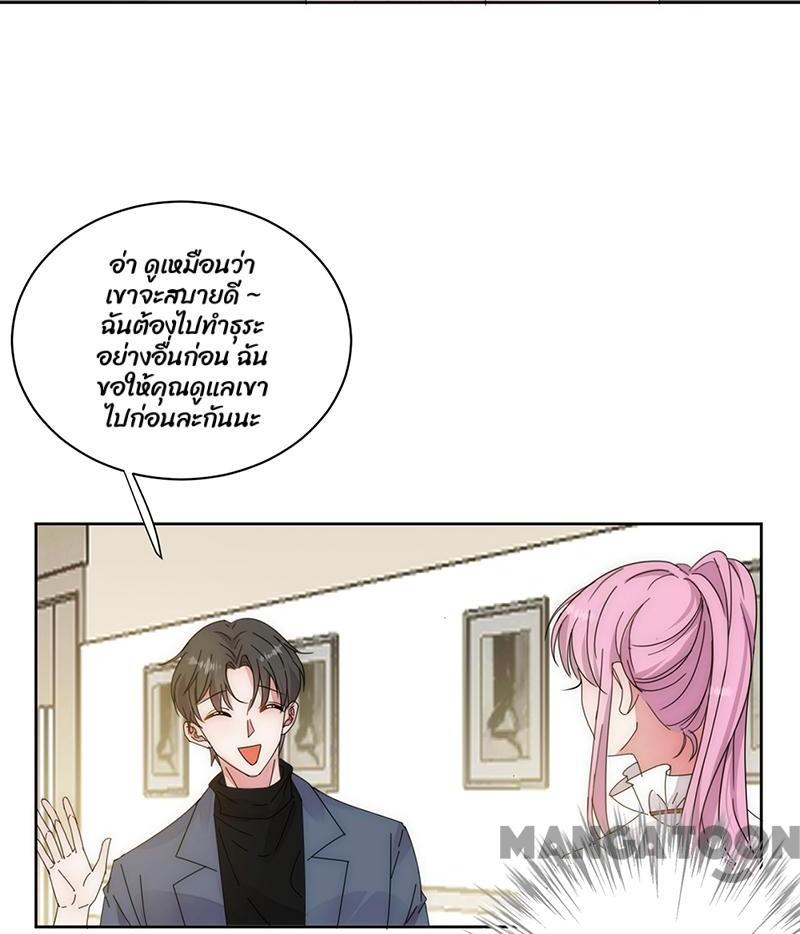 อ่า ดูเหมือนว่า
เขาจะสบายดี ~
ฉันต้องไปทำธุระ
อย่างอื่นก่อน ฉัน
ขอให้คุณดูแลเขา
ไปก่อนละกันนะ
MANGATOON